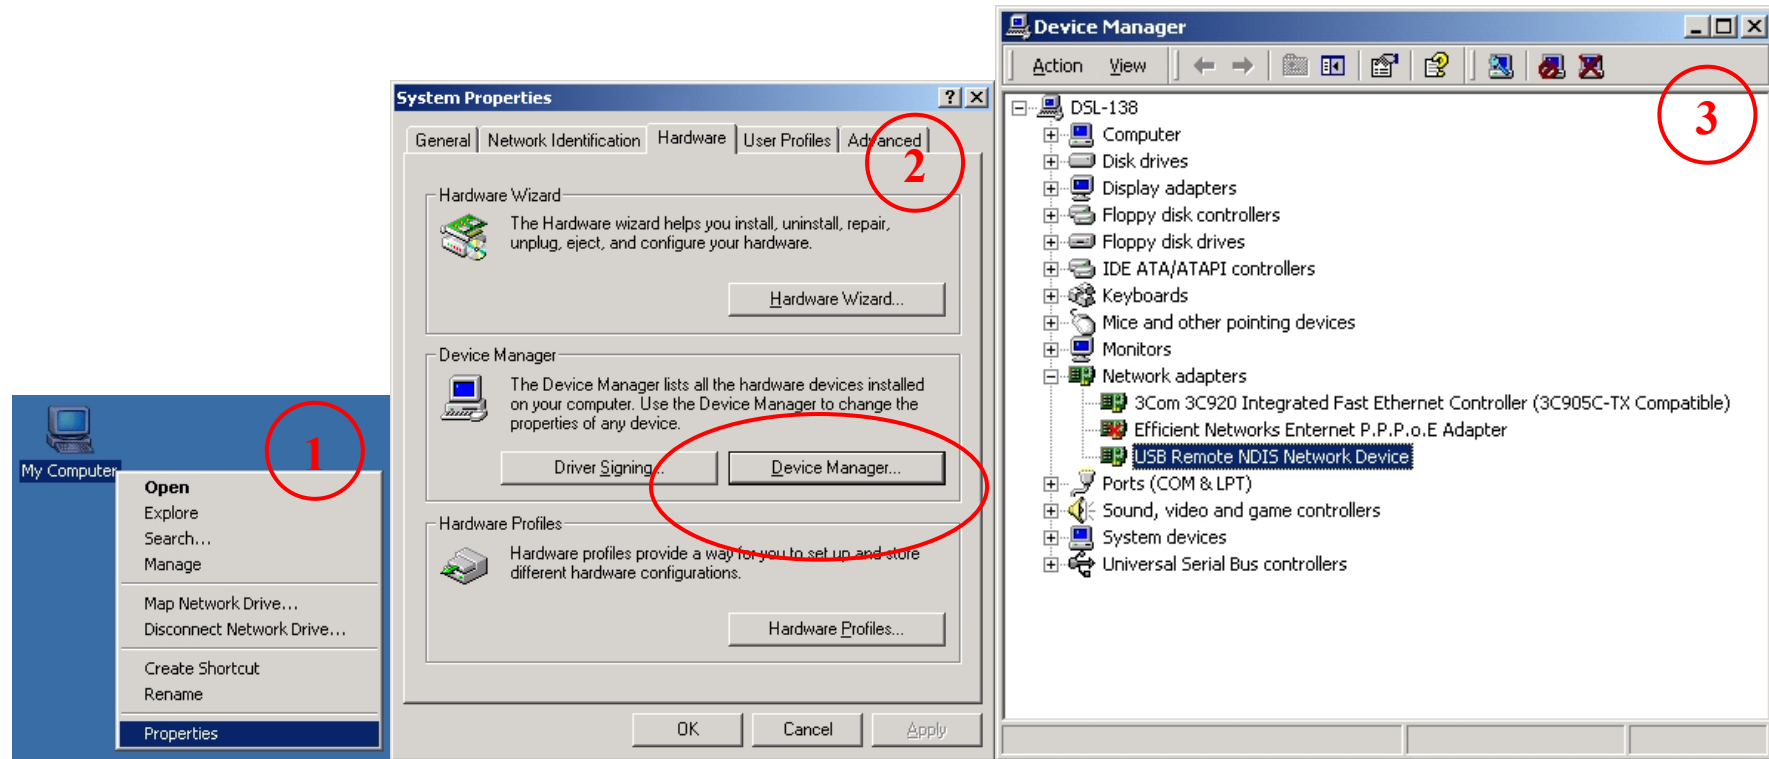 My Computer
1
Open
Explore
Search...
Manage
Map Network Drive...
Disconnect Network Drive...
Create Shortcut
Rename
Properties
System Properties
General Network Identification Hardware User Profiles Advanced
2
Hardware Wizard
The Hardware wizard helps you install, uninstall, repair,
unplug, eject, and configure your hardware.
Hardware Wizard...
Device Manager
The Device Manager lists all the hardware devices installed
on your computer. Use the Device Manager to change the
properties of any device.
Driver Signing... Device Manager...
Hardware Profiles
Hardware profiles provide a way for you to set up and store
different hardware configurations.
Hardware Profiles...
OK Cancel Apply
Device Manager
Action View
3
DSL-138
Computer
Disk drives
Display adapters
Floppy disk controllers
Floppy disk drives
IDE ATA/ATAPI controllers
Keyboards
Mice and other pointing devices
Monitors
Network adapters
3Com 3C920 Integrated Fast Ethernet Controller (3C905C-TX Compatible)
Efficient Networks Enternet P.P.P.o.E Adapter
USB Remote NDIS Network Device
Ports (COM & LPT)
Sound, video and game controllers
System devices
Universal Serial Bus controllers